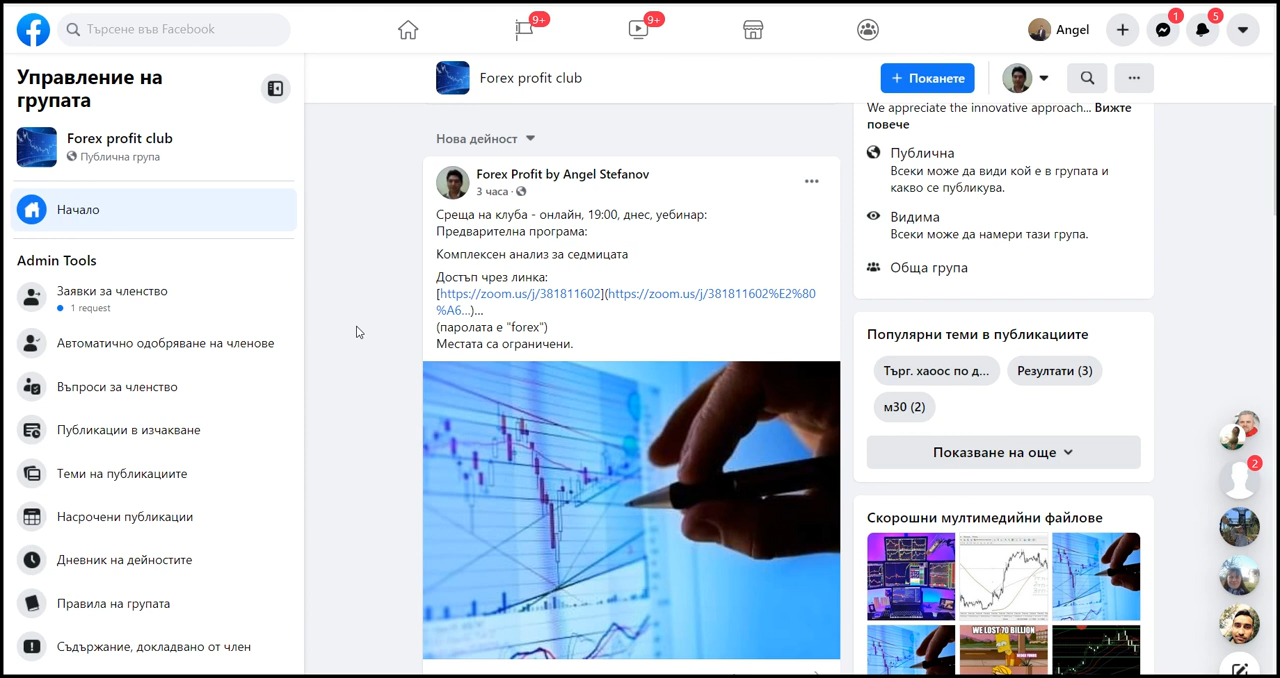 Търсене във Facebook
9+
9+
Angel
1
5
Управление на
групата
Forex profit club
Публична група
Начало
Admin Tools
Заявки за членство
1 request
Автоматично одобряване на членове
Въпроси за членство
Публикации в изчакване
Теми на публикациите
Насрочени публикации
Дневник на дейностите
Правила на групата
Съдържание, докладвано от член
Forex profit club
+ Поканете
Нова дейност
Forex Profit by Angel Stefanov
3 часа ·
Среща на клуба - онлайн, 19:00, днес, уебинар:
Предварителна програма:
Комплексен анализ за седмицата
Достъп чрез линка:
[https://zoom.us/j/381811602](https://zoom.us/j/381811602%E2%80
%A6...)...
(паролата е "forex")
Местата са ограничени.
We appreciate the innovative approach... Вижте
повече
Публична
Всеки може да види кой е в групата и
какво се публикува.
Видима
Всеки може да намери тази група.
Обща група
Популярни теми в публикациите
Търг. хаоос по д...
Резултати (3)
м30 (2)
Показване на още
Скорошни мултимедийни файлове
WE LOST 70 BILLION
2